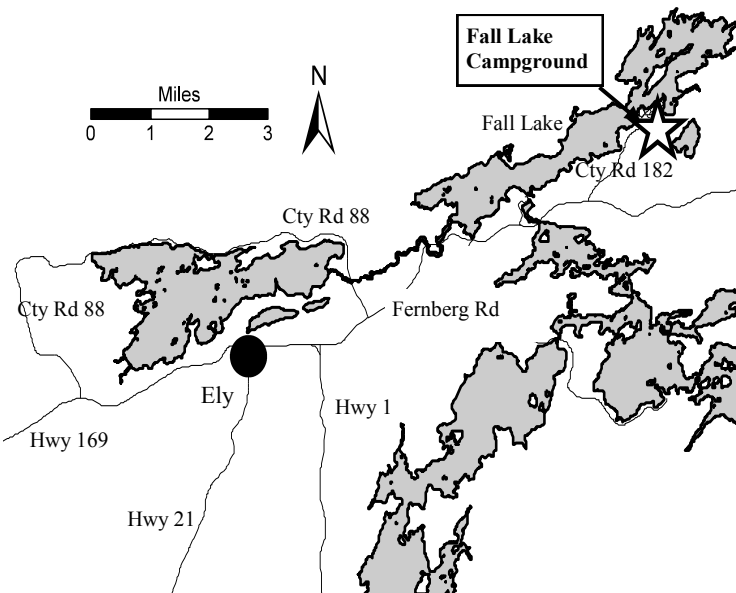 Fall Lake
Campground
Miles
0 1 2 3
N
Fall Lake
Cty Rd 182
Cty Rd 88
Cty Rd 88
Fernberg Rd
Ely
Hwy 1
Hwy 169
Hwy 21